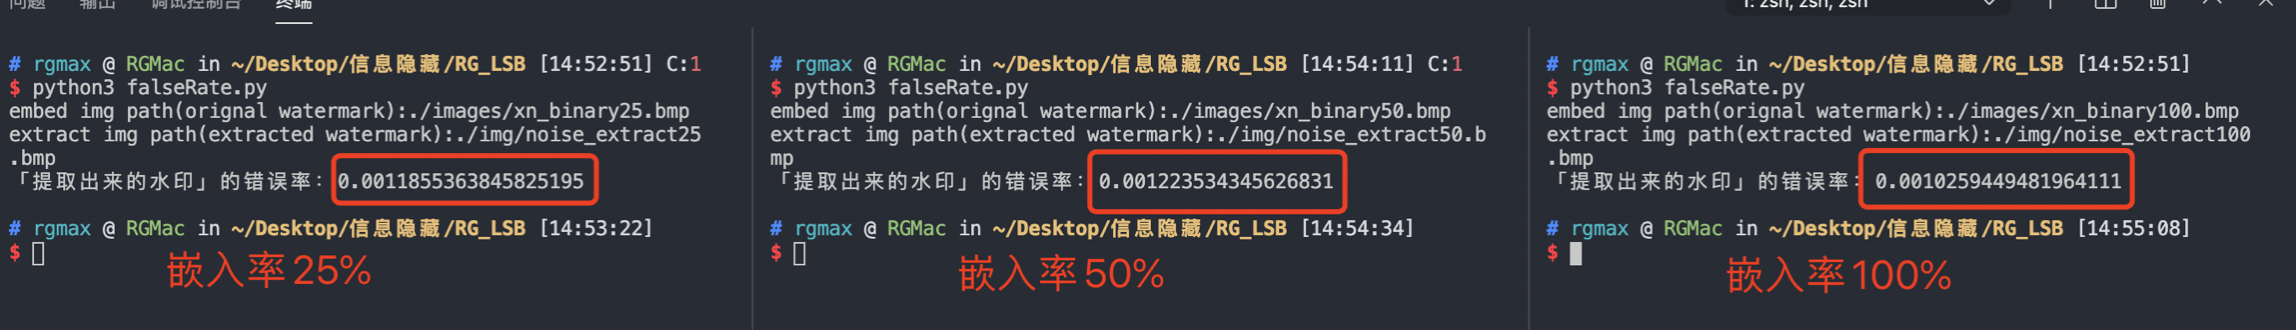 问题 输出 调试控制台 终端 1: zsh, zsh, zsh
# rgmax @ RGMac in ~/Desktop/信息隐藏/RG_LSB [14:52:51] C:1
$ python3 falseRate.py
embed img path(orignal watermark):./images/xn_binary25.bmp
extract img path(extracted watermark):./img/noise_extract25
.bmp
「提取出来的水印」的错误率：0.0011855363845825195
# rgmax @ RGMac in ~/Desktop/信息隐藏/RG_LSB [14:53:22]
$
嵌入率25%
# rgmax @ RGMac in ~/Desktop/信息隐藏/RG_LSB [14:54:11] C:1
$ python3 falseRate.py
embed img path(orignal watermark):./images/xn_binary50.bmp
extract img path(extracted watermark):./img/noise_extract50.b
mp
「提取出来的水印」的错误率：0.001223534345626831
# rgmax @ RGMac in ~/Desktop/信息隐藏/RG_LSB [14:54:34]
$
嵌入率50%
# rgmax @ RGMac in ~/Desktop/信息隐藏/RG_LSB [14:52:51]
$ python3 falseRate.py
embed img path(orignal watermark):./images/xn_binary100.bmp
extract img path(extracted watermark):./img/noise_extract100
.bmp
「提取出来的水印」的错误率：0.0010259449481964111
# rgmax @ RGMac in ~/Desktop/信息隐藏/RG_LSB [14:55:08]
$
嵌入率100%